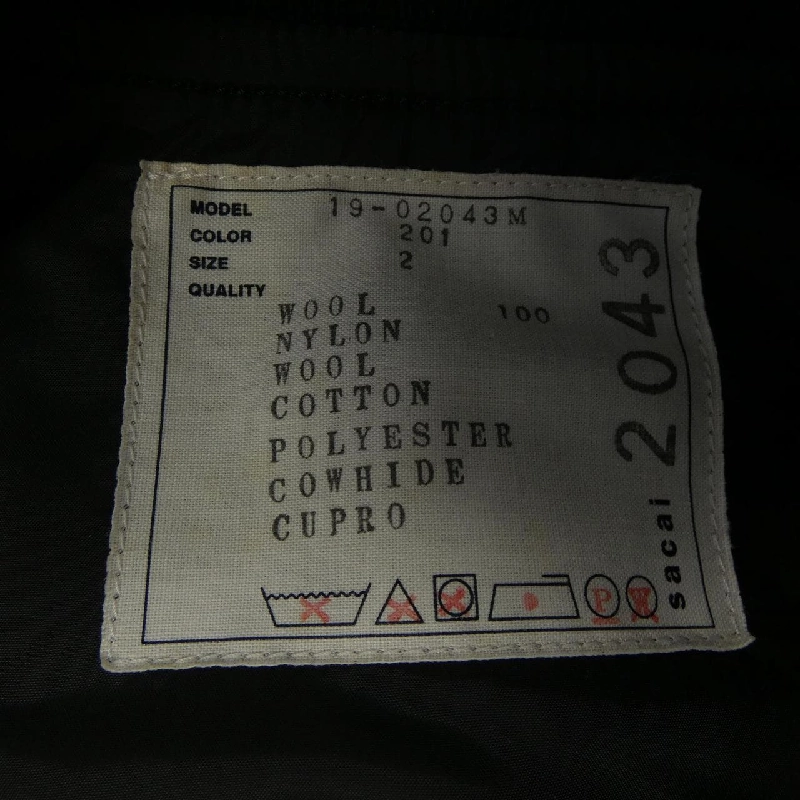 MODEL 19-02043M
COLOR 201
SIZE 2
QUALITY
WOOL 100
NYLON
WOOL
COTTON
POLYESTER
COWHIDE
CUPRO
P W
sacai 2043